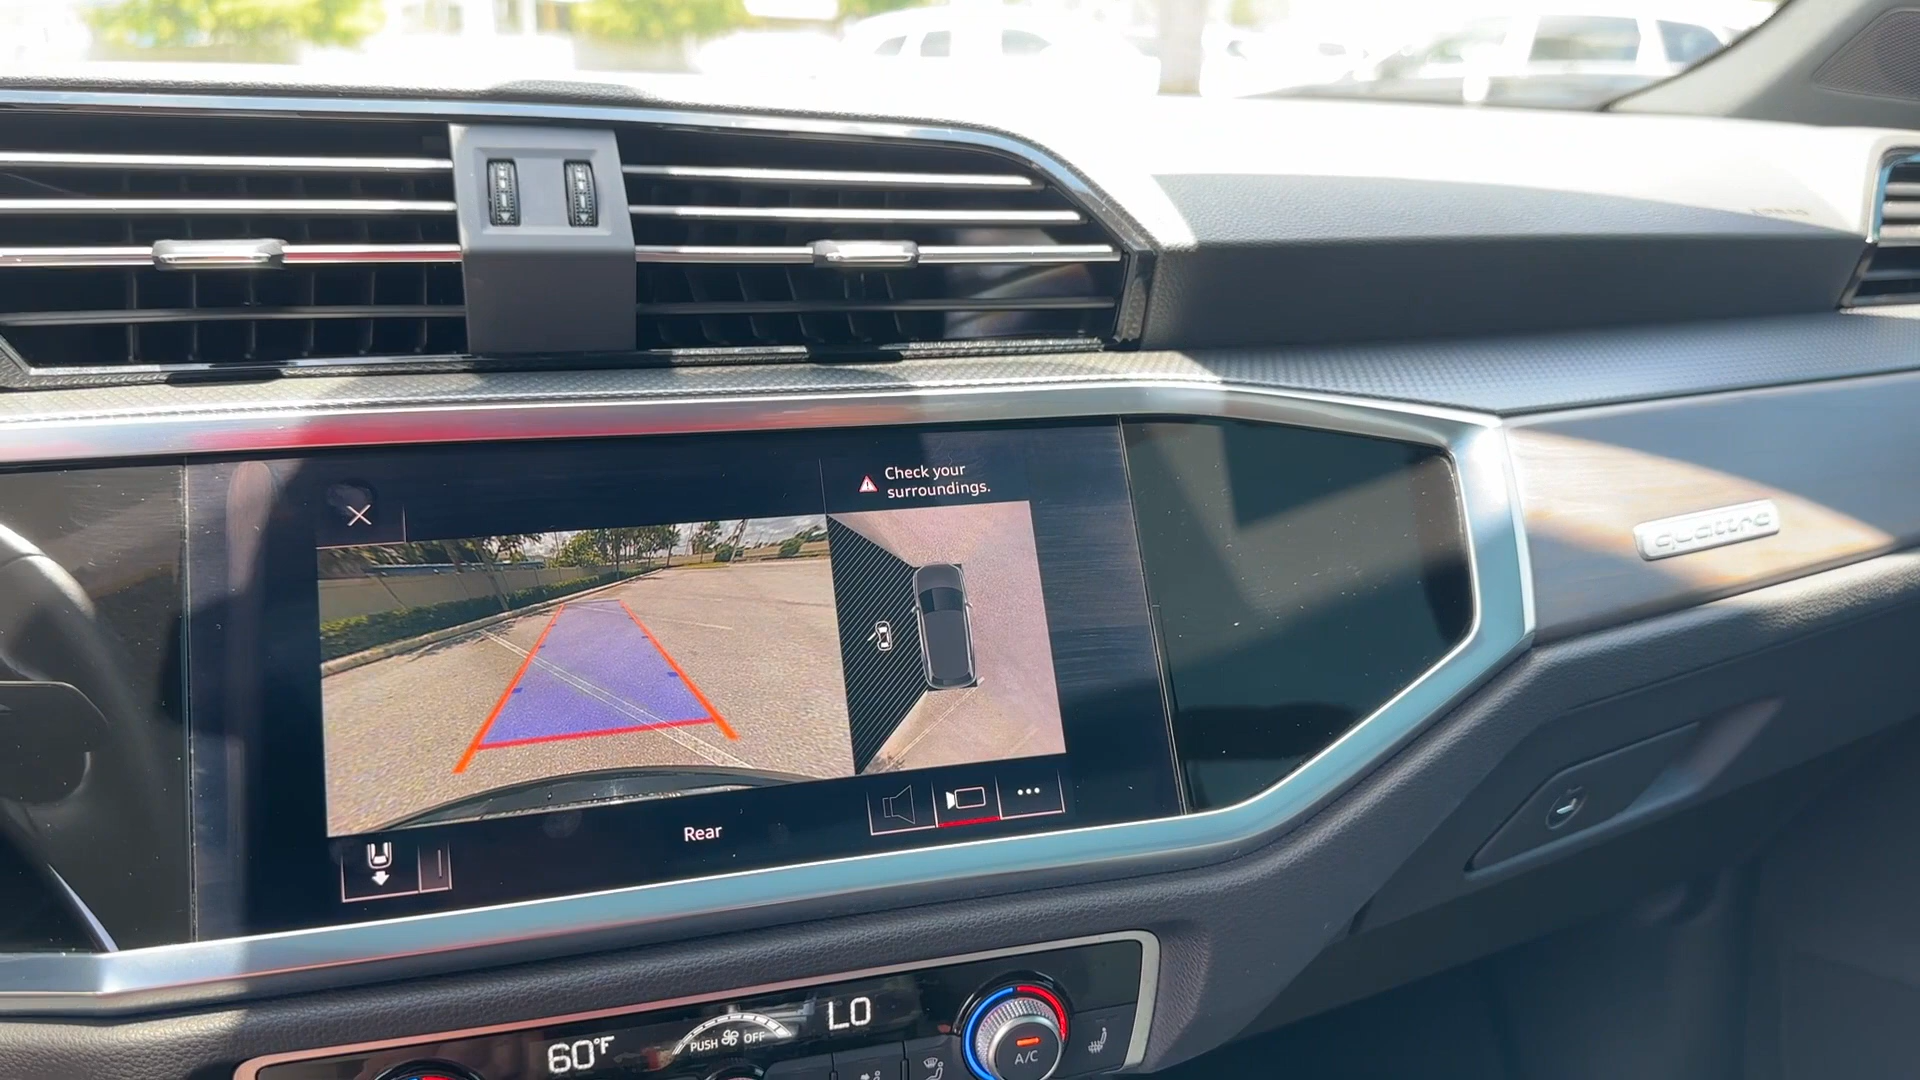 Check your
surroundings.
quattro
Rear
LO
60°F
PUSH OFF
A/C